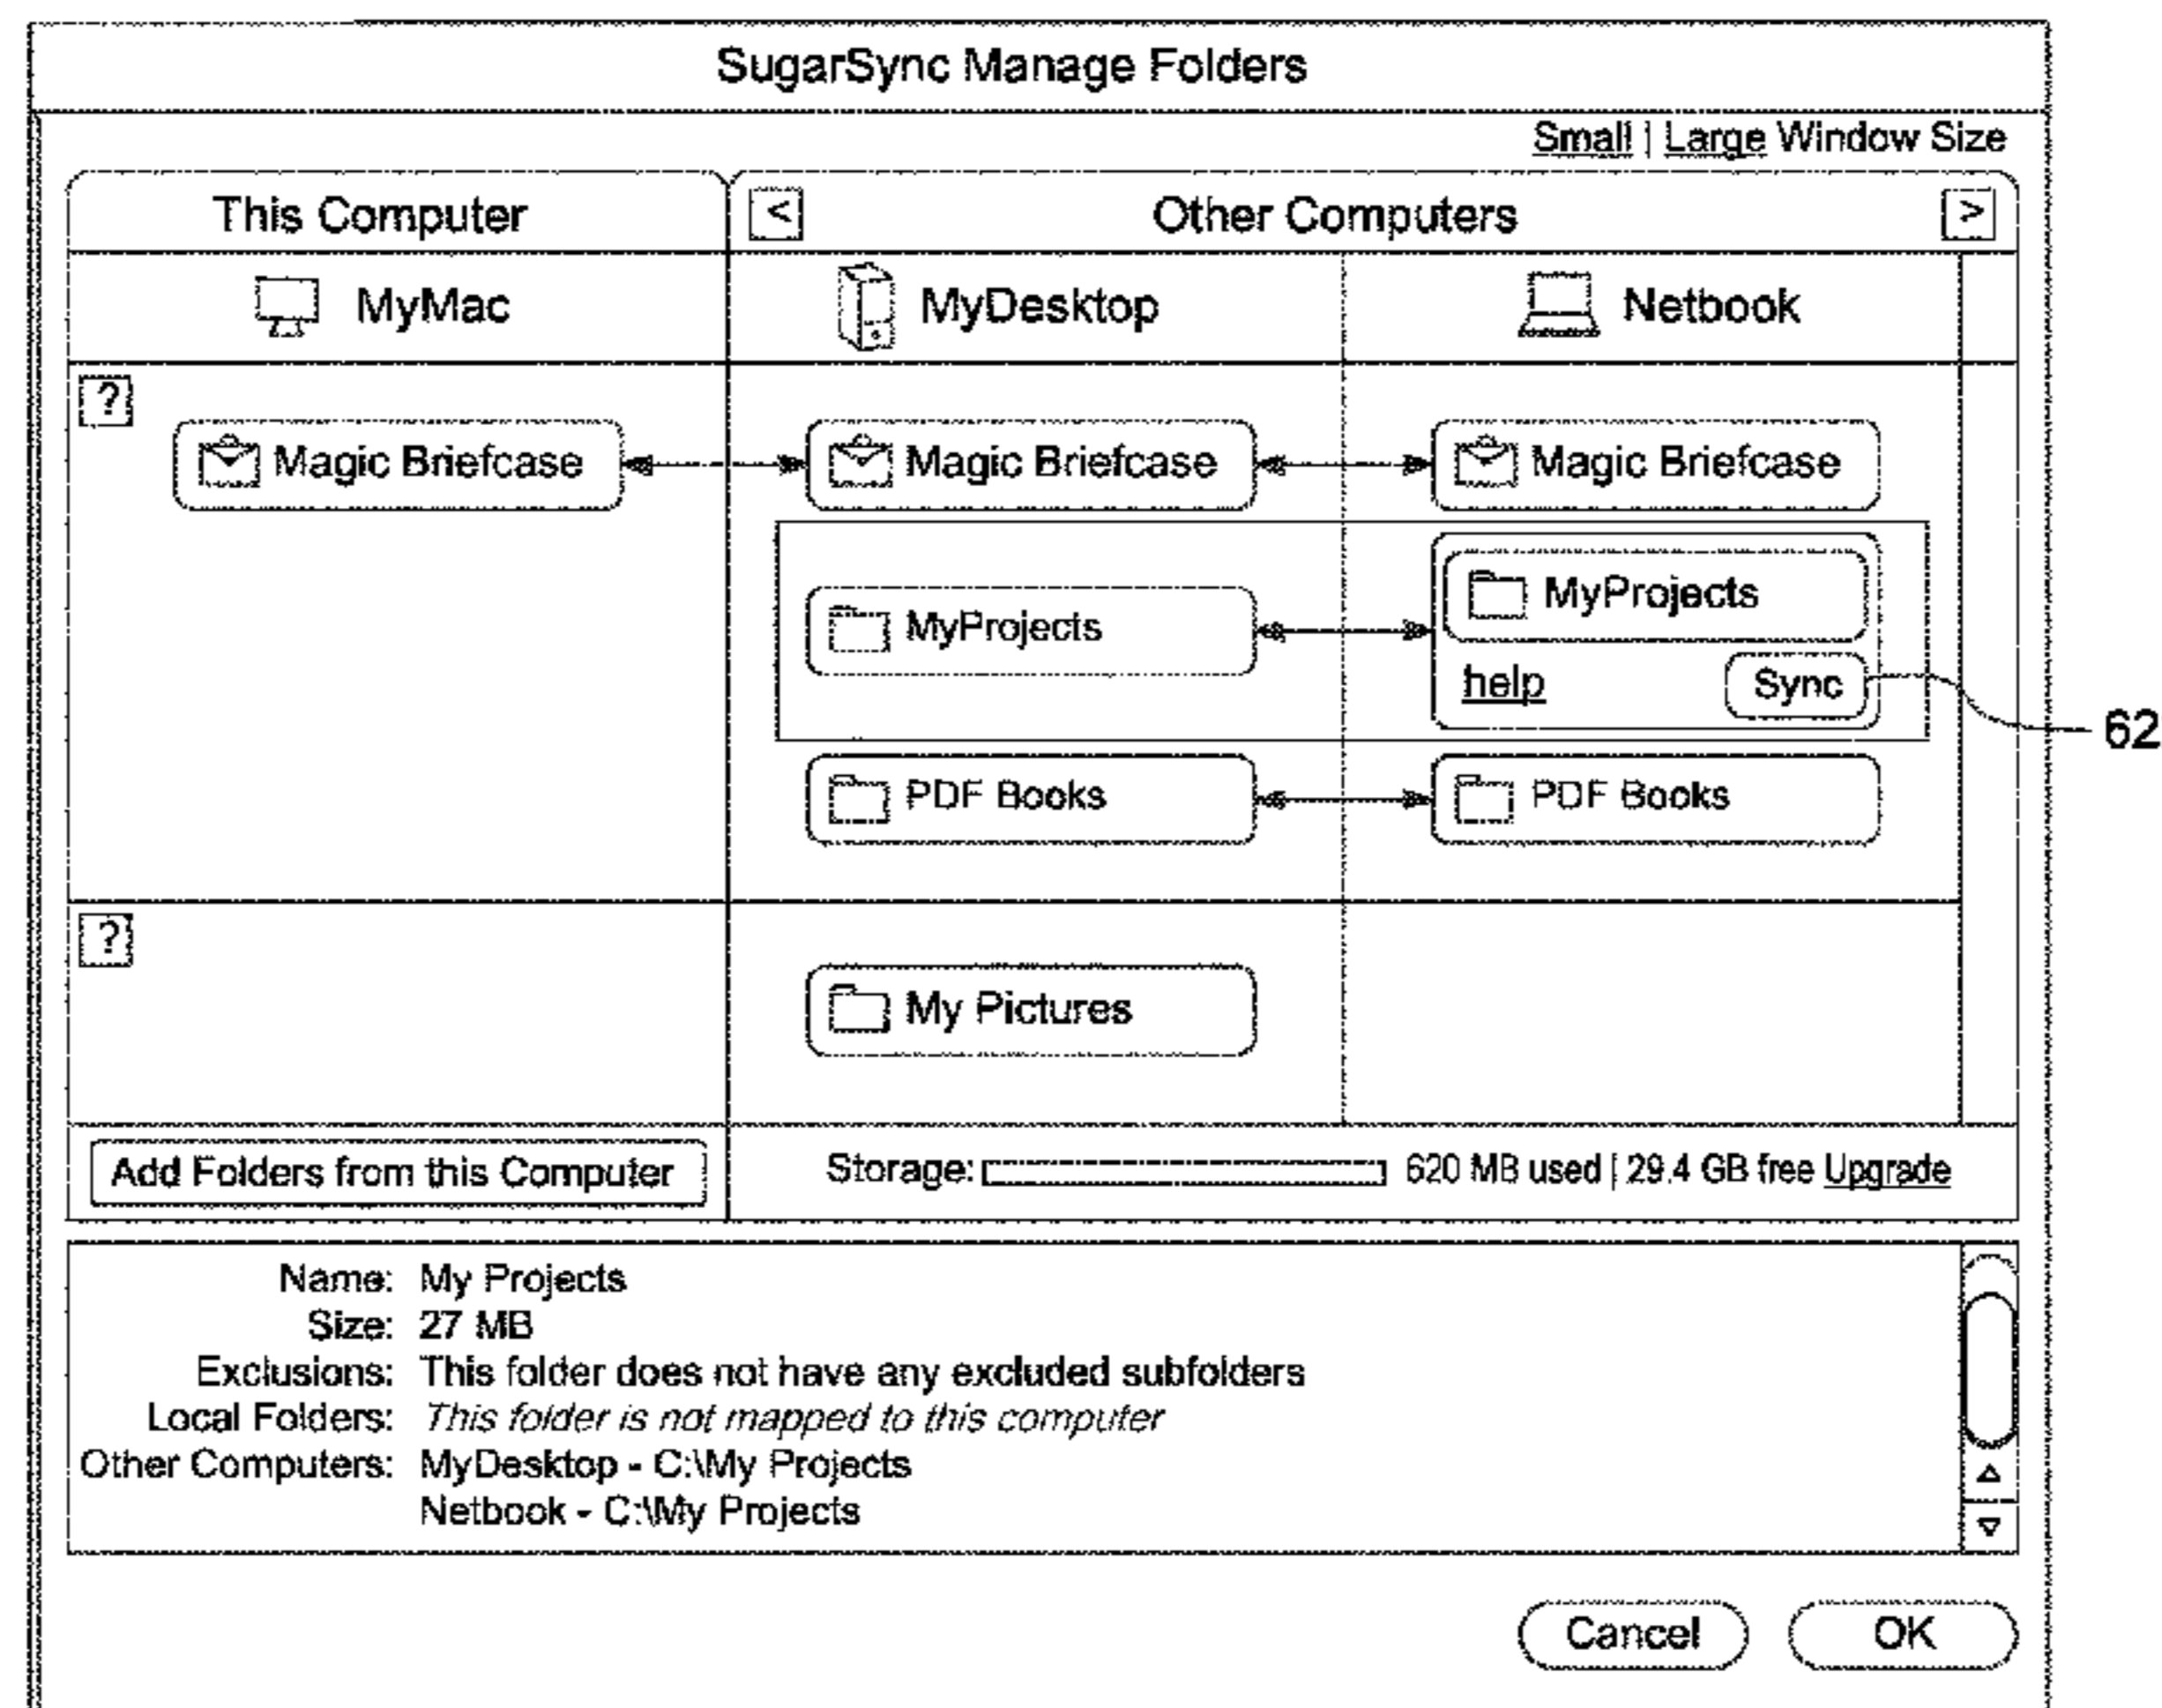 SugarSync Manage Folders
Small | Large Window Size
This Computer
< Other Computers >
MyMac
MyDesktop
Netbook
?
Magic Briefcase
Magic Briefcase
Magic Briefcase
MyProjects
MyProjects
help
Sync
62
PDF Books
PDF Books
?
My Pictures
Add Folders from this Computer
Storage: 620 MB used | 29.4 GB free Upgrade
Name: My Projects
Size: 27 MB
Exclusions: This folder does not have any excluded subfolders
Local Folders: This folder is not mapped to this computer
Other Computers: MyDesktop - C:\My Projects
Netbook - C:\My Projects
Cancel
OK